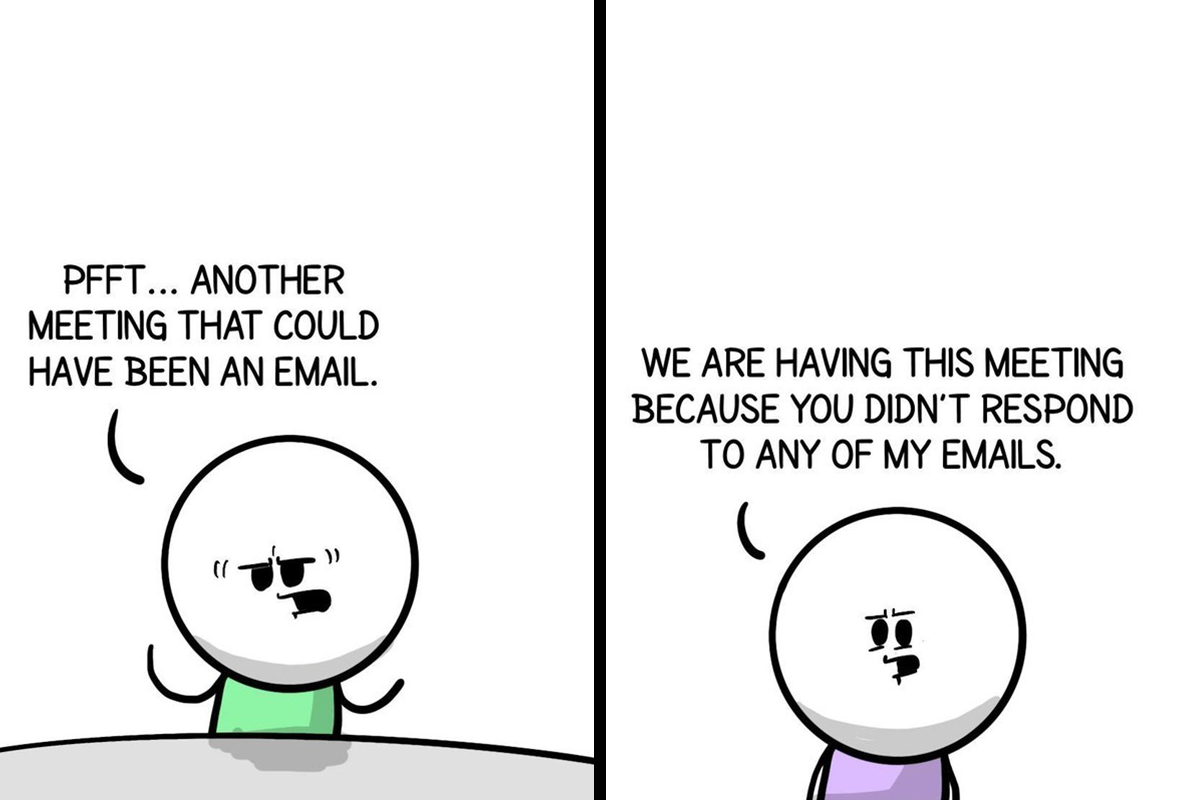 PFFT... ANOTHER
MEETING THAT COULD
HAVE BEEN AN EMAIL.
WE ARE HAVING THIS MEETING
BECAUSE YOU DIDN'T RESPOND
TO ANY OF MY EMAILS.